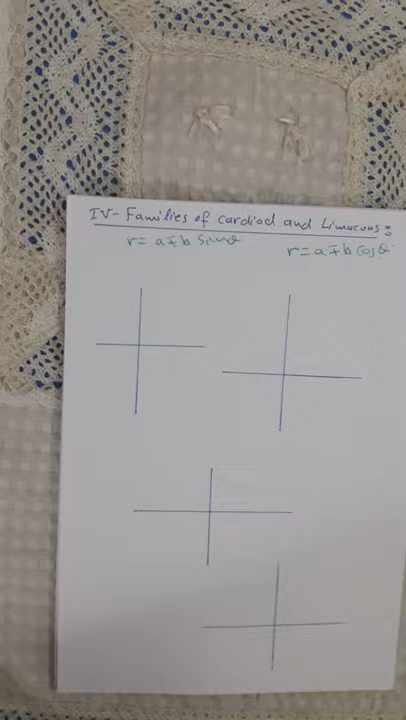 IV- Families of cardiod and Limacons:
r = a ∓ b sinθ
r = a ∓ b cosθ